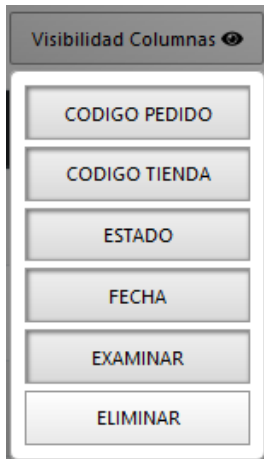 Visibilidad Columnas
CODIGO PEDIDO
CODIGO TIENDA
ESTADO
FECHA
EXAMINAR
ELIMINAR